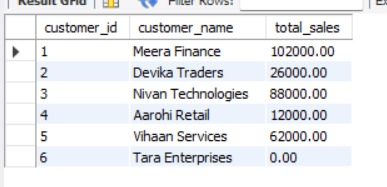 Result Grid | Filter Rows: Ex
customer_id customer_name total_sales
1 Meera Finance 102000.00
2 Devika Traders 26000.00
3 Nivan Technologies 88000.00
4 Aarohi Retail 12000.00
5 Vihaan Services 62000.00
6 Tara Enterprises 0.00